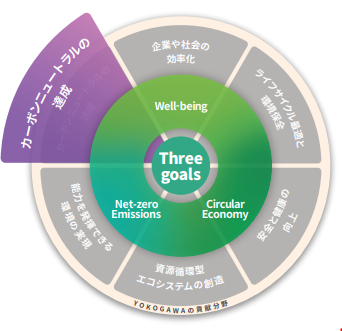 企業や社会の
効率化
カーボンニュートラルの
達成
ライフサイクル最適と
環境保全
Well-being
Three
goals
Net-zero
Emissions
Circular
Economy
能力を発揮できる
環境の実現
安全と健康の
向上
資源循環型
エコシステムの創造
YOKOGAWAの貢献分野